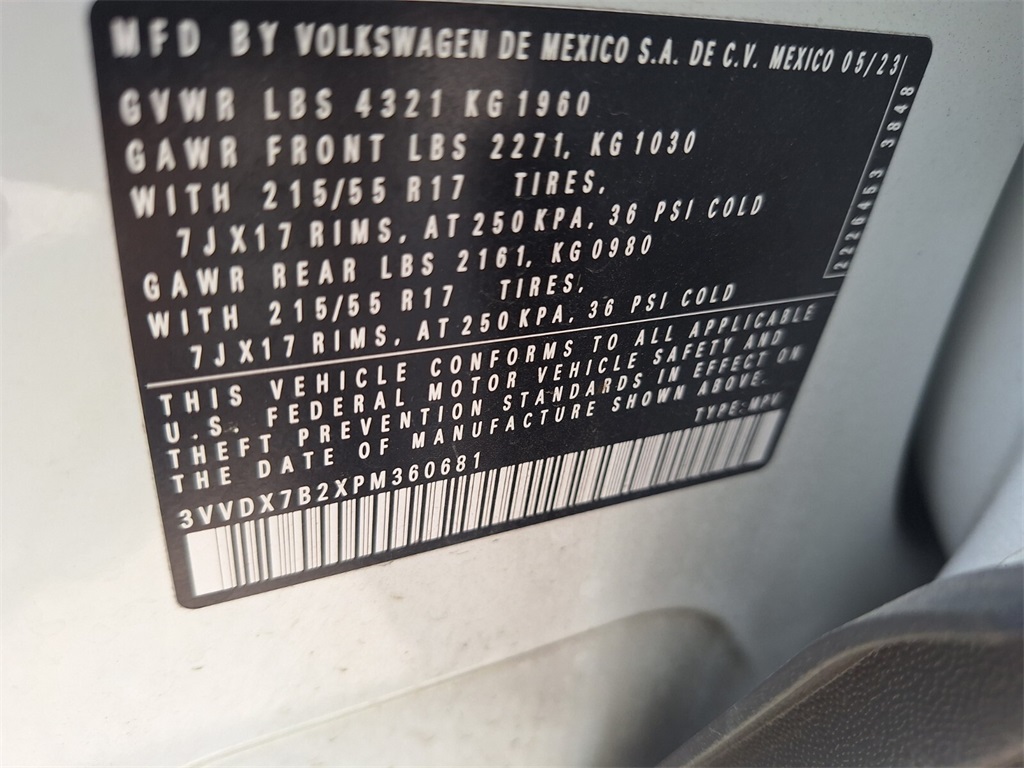 MFD BY VOLKSWAGEN DE MEXICO S.A. DE C.V. MEXICO 05/23
GVWR LBS 4321 KG 1960
GAWR FRONT LBS 2271, KG 1030
WITH 215/55 R17 TIRES,
7JX17 RIMS, AT 250 KPA, 36 PSI COLD
GAWR REAR LBS 2161, KG 0980
WITH 215/55 R17 TIRES,
7JX17 RIMS, AT 250 KPA, 36 PSI COLD
2226453 3848
THIS VEHICLE CONFORMS TO ALL APPLICABLE
U.S. FEDERAL MOTOR VEHICLE SAFETY AND
THEFT PREVENTION STANDARDS IN EFFECT ON
THE DATE OF MANUFACTURE SHOWN ABOVE.
TYPE: MPV
3VVDX7B2XPM360681